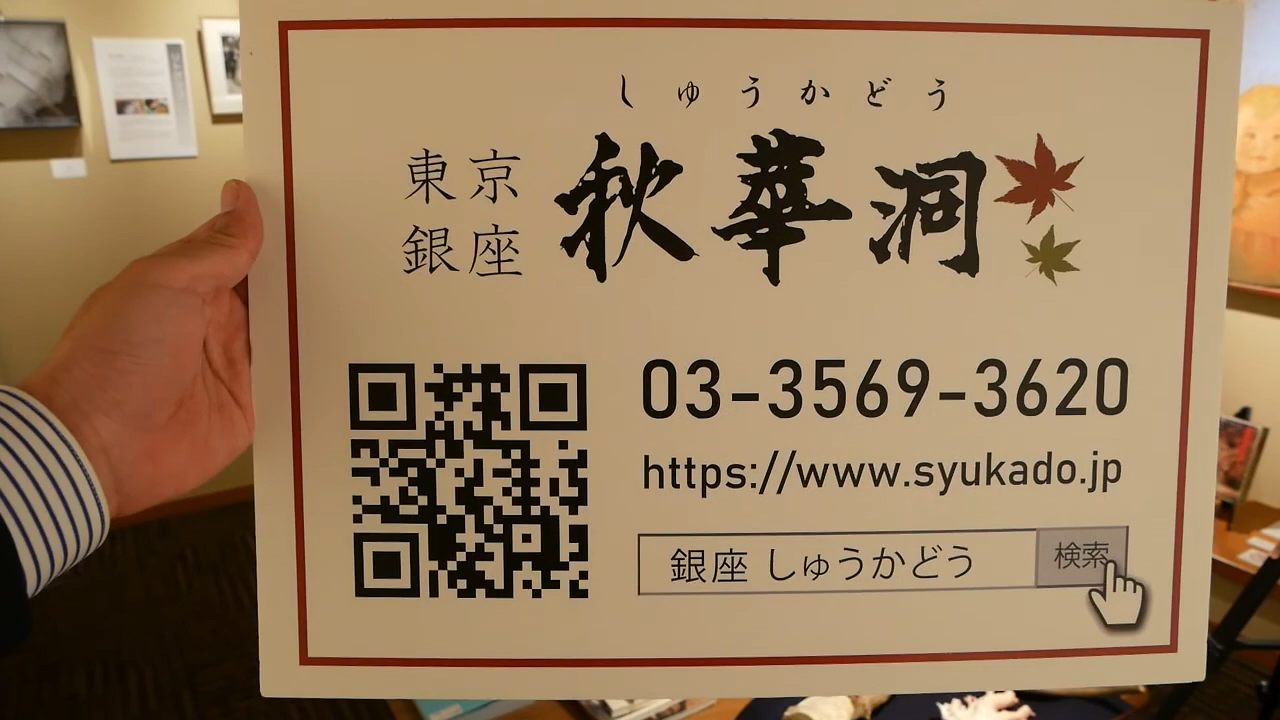 しゅうかどう
東京
銀座
秋華洞
03-3569-3620
https://www.syukado.jp
銀座 しゅうかどう 検索